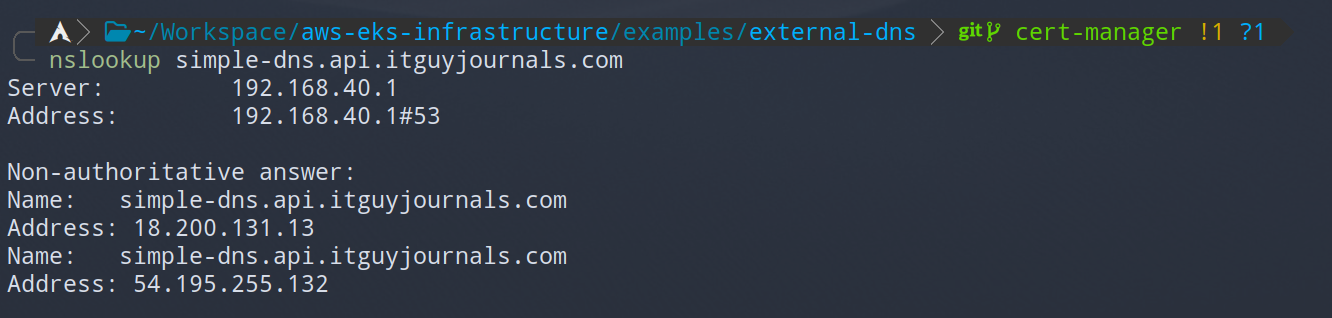 ~/Workspace/aws-eks-infrastructure/examples/external-dns git cert-manager !1 ?1
nslookup simple-dns.api.itguyjournals.com
Server: 192.168.40.1
Address: 192.168.40.1#53
Non-authoritative answer:
Name: simple-dns.api.itguyjournals.com
Address: 18.200.131.13
Name: simple-dns.api.itguyjournals.com
Address: 54.195.255.132